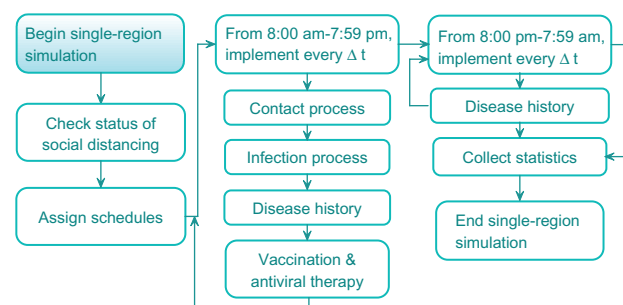 Begin single-region
simulation
Check status of
social distancing
Assign schedules
From 8:00 am-7:59 pm,
implement every Δ t
Contact process
Infection process
Disease history
Vaccination &
antiviral therapy
From 8:00 pm-7:59 am,
implement every Δ t
Disease history
Collect statistics
End single-region
simulation